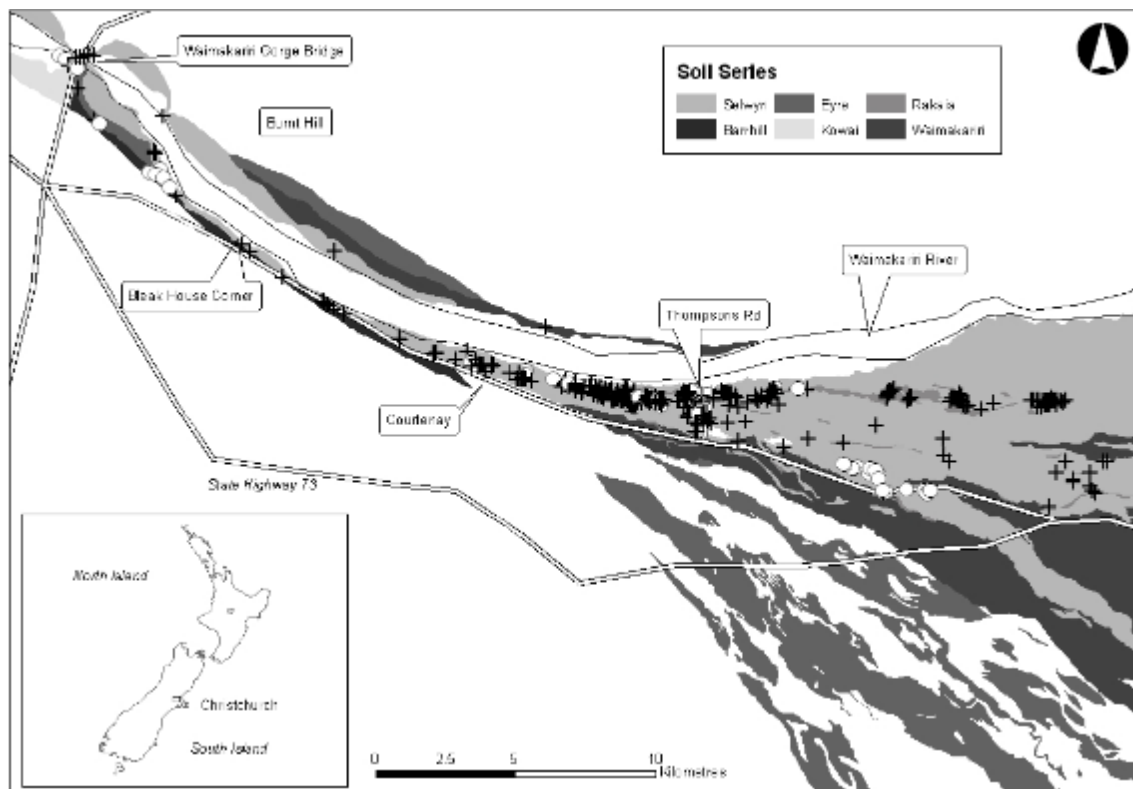 Waimakariri Gorge Bridge
Burnt Hill
Soil Series
Selwyn
Eyre
Rakaia
Barrhill
Kowai
Waimakariri
Waimakariri River
Bleak House Corner
Thompsons Rd
Courtenay
State Highway 73
North Island
Christchurch
South Island
0 2.5 5 10
Kilometres